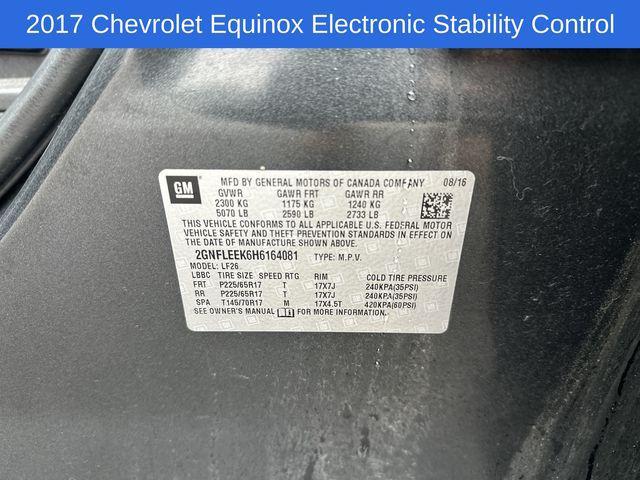 2017 Chevrolet Equinox Electronic Stability Control
GM
MFD BY GENERAL MOTORS OF CANADA COMPANY 08/16
GVWR GAWR FRT GAWR RR
2300 KG 1175 KG 1240 KG
5070 LB 2590 LB 2733 LB
THIS VEHICLE CONFORMS TO ALL APPLICABLE U.S. FEDERAL MOTOR
VEHICLE SAFETY AND THEFT PREVENTION STANDARDS IN EFFECT ON
THE DATE OF MANUFACTURE SHOWN ABOVE.
2GNFLEEK6H6164081 TYPE: M.P.V.
MODEL: LF26
LBBC TIRE SIZE SPEED RTG RIM COLD TIRE PRESSURE
FRT P225/65R17 T 17X7J 240KPA(35PSI)
RR P225/65R17 T 17X7J 240KPA(35PSI)
SPA T145/70R17 M 17X4.5T 420KPA(60PSI)
SEE OWNER'S MANUAL FOR MORE INFORMATION